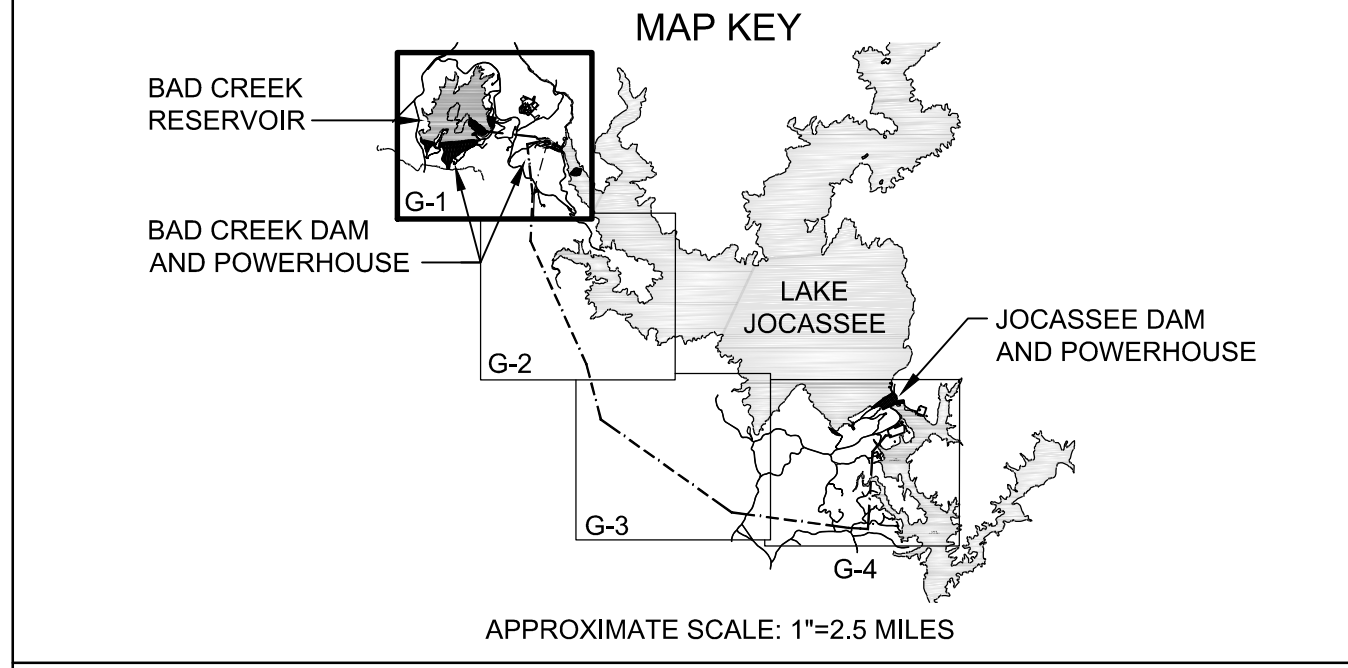 MAP KEY
BAD CREEK
RESERVOIR
G-1
BAD CREEK DAM
AND POWERHOUSE
LAKE
JOCASSEE
JOCASSEE DAM
AND POWERHOUSE
G-2
G-3
G-4
APPROXIMATE SCALE: 1"=2.5 MILES